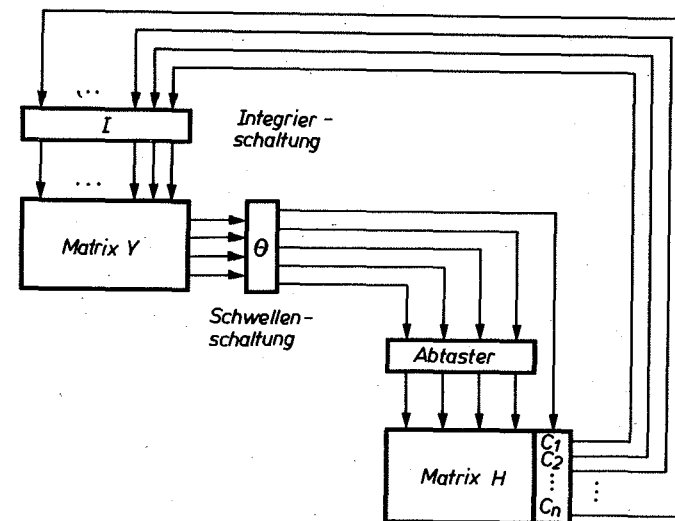 ...
I
Integrier-
schaltung
...
Matrix Y
Θ
Schwellen-
schaltung
Abtaster
Matrix H
C1
C2
⋮
Cn
⋮